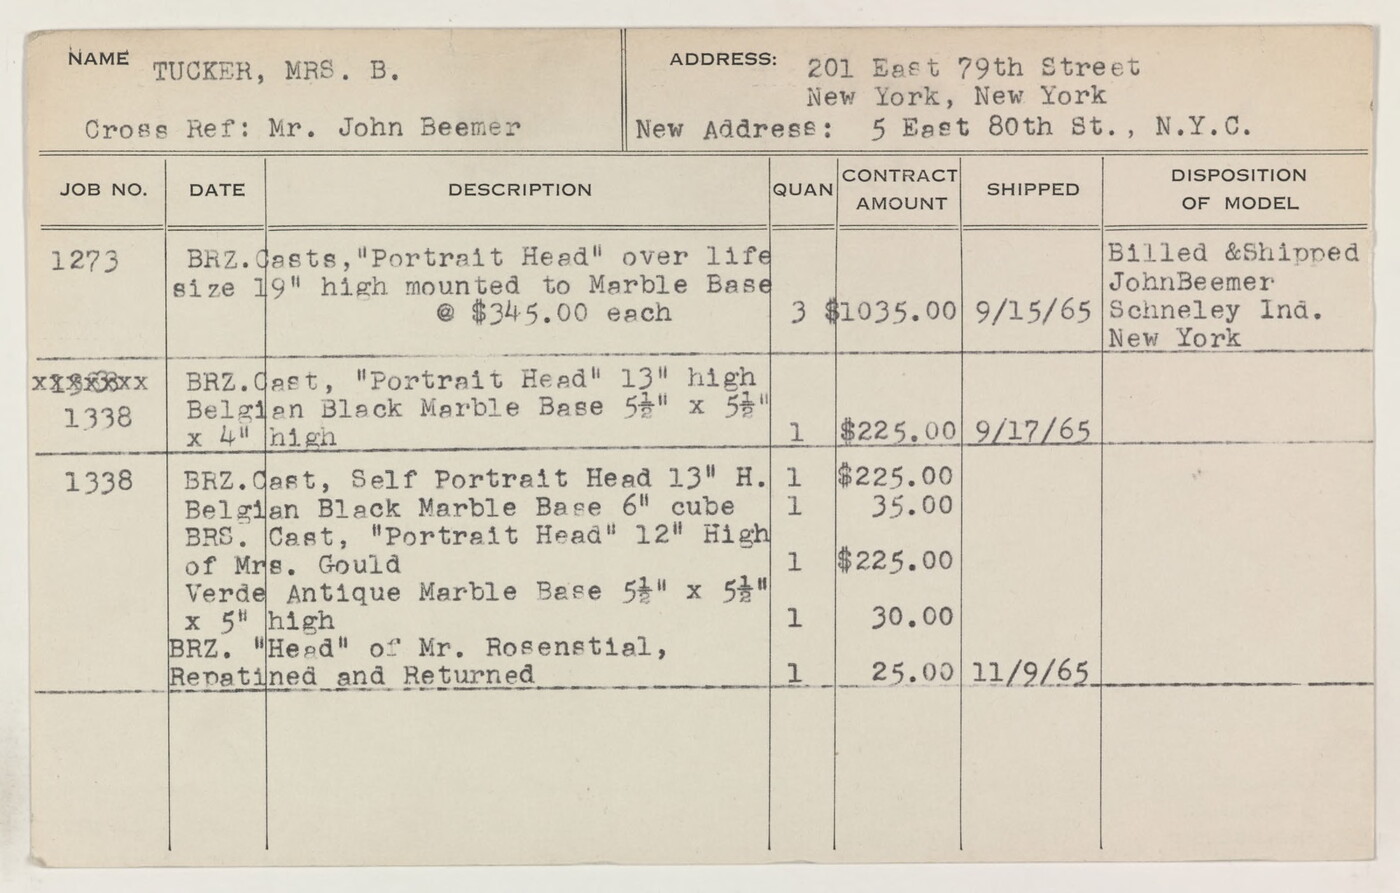 NAME TUCKER, MRS. B.
Cross Ref: Mr. John Beemer
ADDRESS: 201 East 79th Street
New York, New York
New Address: 5 East 80th St., N.Y.C.
JOB NO. DATE DESCRIPTION QUAN CONTRACT AMOUNT SHIPPED DISPOSITION OF MODEL
1273 BRZ.Casts,"Portrait Head" over life Billed &Shipped
size 19" high mounted to Marble Base JohnBeemer
@ $345.00 each 3 $1035.00 9/15/65 Schneley Ind.
New York
BRZ.Cast, "Portrait Head" 13" high
1338 Belgian Black Marble Base 5½" x 5½"
x 4" high 1 $225.00 9/17/65
1338 BRZ.Cast, Self Portrait Head 13" H. 1 $225.00
Belgian Black Marble Base 6" cube 1 35.00
BRS. Cast, "Portrait Head" 12" High
of Mrs. Gould 1 $225.00
Verde Antique Marble Base 5½" x 5½"
x 5" high 1 30.00
BRZ. "Head" of Mr. Rosenstial,
Repatined and Returned 1 25.00 11/9/65